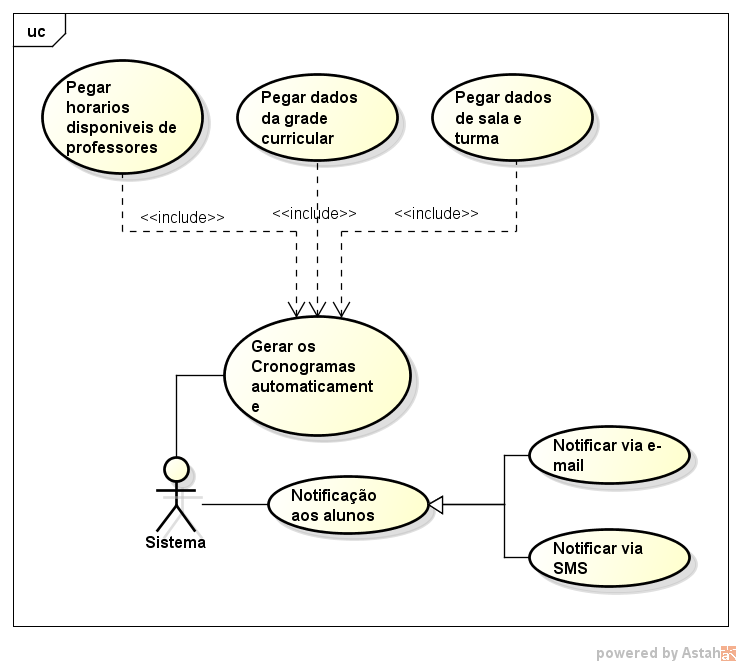 uc
Pegar
horarios
disponiveis de
professores
Pegar dados
da grade
curricular
Pegar dados
de sala e
turma
<<include>>
<<include>>
<<include>>
Gerar os
Cronogramas
automaticament
e
Notificar via e-
mail
Notificação
aos alunos
Sistema
Notificar via
SMS
powered by Astah